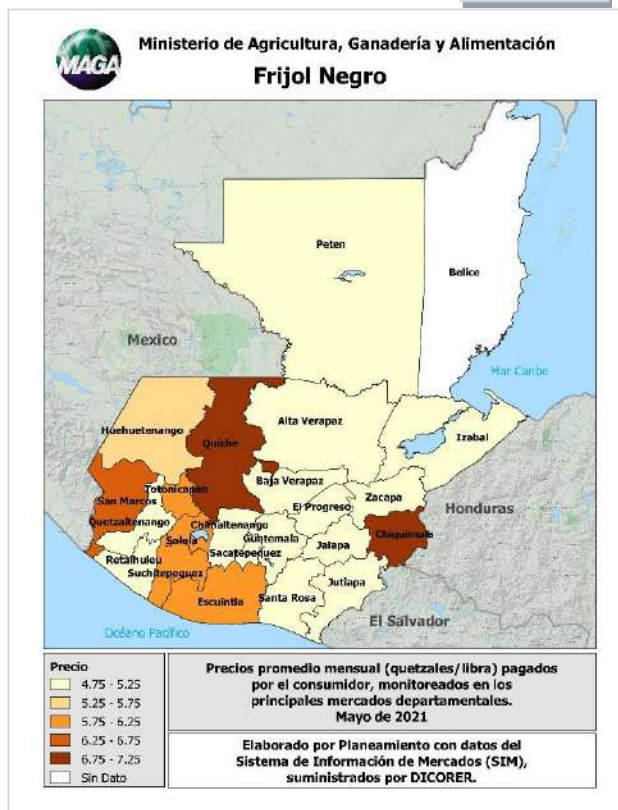 MAGA
Ministerio de Agricultura, Ganadería y Alimentación
Frijol Negro
Peten
Belice
Mexico
Mar Caribe
Huehuetenango
Quiche
Alta Verapaz
Izabal
San Marcos
Totonicapán
Baja Verapaz
Zacapa
Quetzaltenango
Chimaltenango
El Progreso
Honduras
Sololá
Guatemala
Chiquimula
Sacatepequez
Jalapa
Retalhuleu
Suchitepequez
Escuintla
Santa Rosa
Jutiapa
El Salvador
Océano Pacífico
Precio
4.75 - 5.25
5.25 - 5.75
5.75 - 6.25
6.25 - 6.75
6.75 - 7.25
Sin Dato
Precios promedio mensual (quetzales/libra) pagados
por el consumidor, monitoreados en los
principales mercados departamentales.
Mayo de 2021
Elaborado por Planeamiento con datos del
Sistema de Información de Mercados (SIM),
suministrados por DICORER.